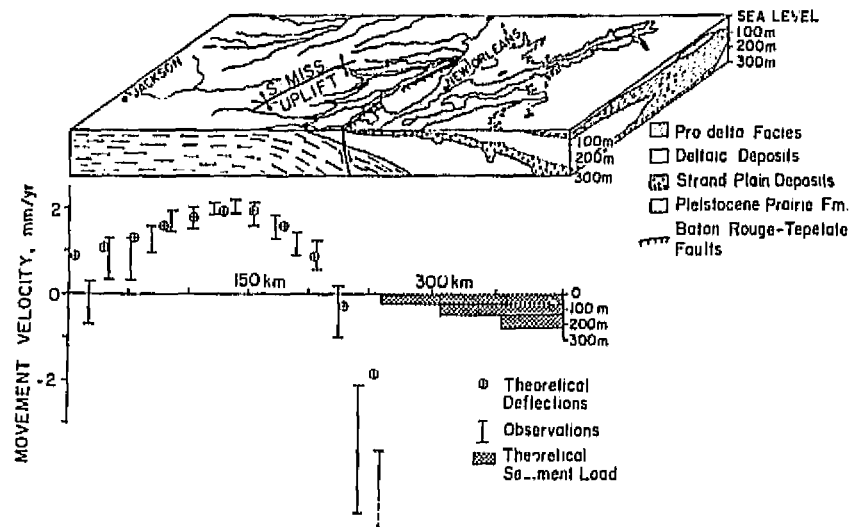 SEA LEVEL
100m
200m
300m
JACKSON
S. MISS
UPLIFT
NEW ORLEANS
100m
200m
300m
Pro delta Facies
Deltaic Deposits
Strand Plain Deposits
Pleistocene Prairie Fm.
Baton Rouge-Tepetate
Faults
MOVEMENT VELOCITY, mm/yr
2
0
-2
150 km
300 km
0
100m
200m
300m
Theoretical
Deflections
Observations
Theoretical
Load